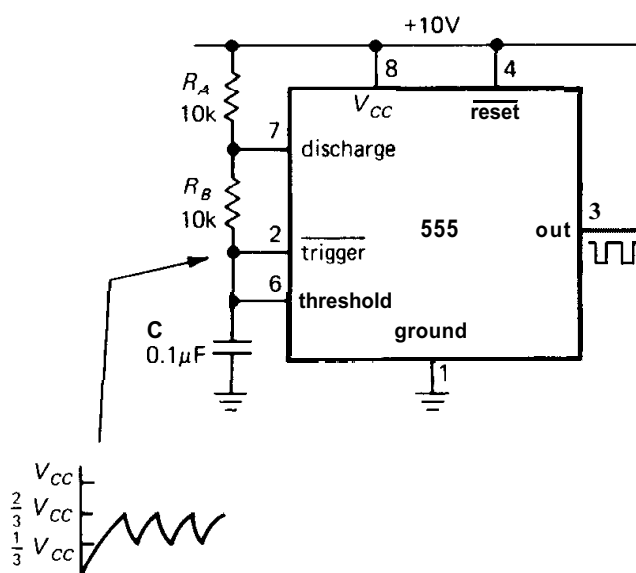 +10V
8
4
R_A
10k
V_CC
reset
7
discharge
R_B
10k
2
trigger
555
out
3
6
threshold
C
0.1μF
ground
1
V_CC
2/3 V_CC
1/3 V_CC